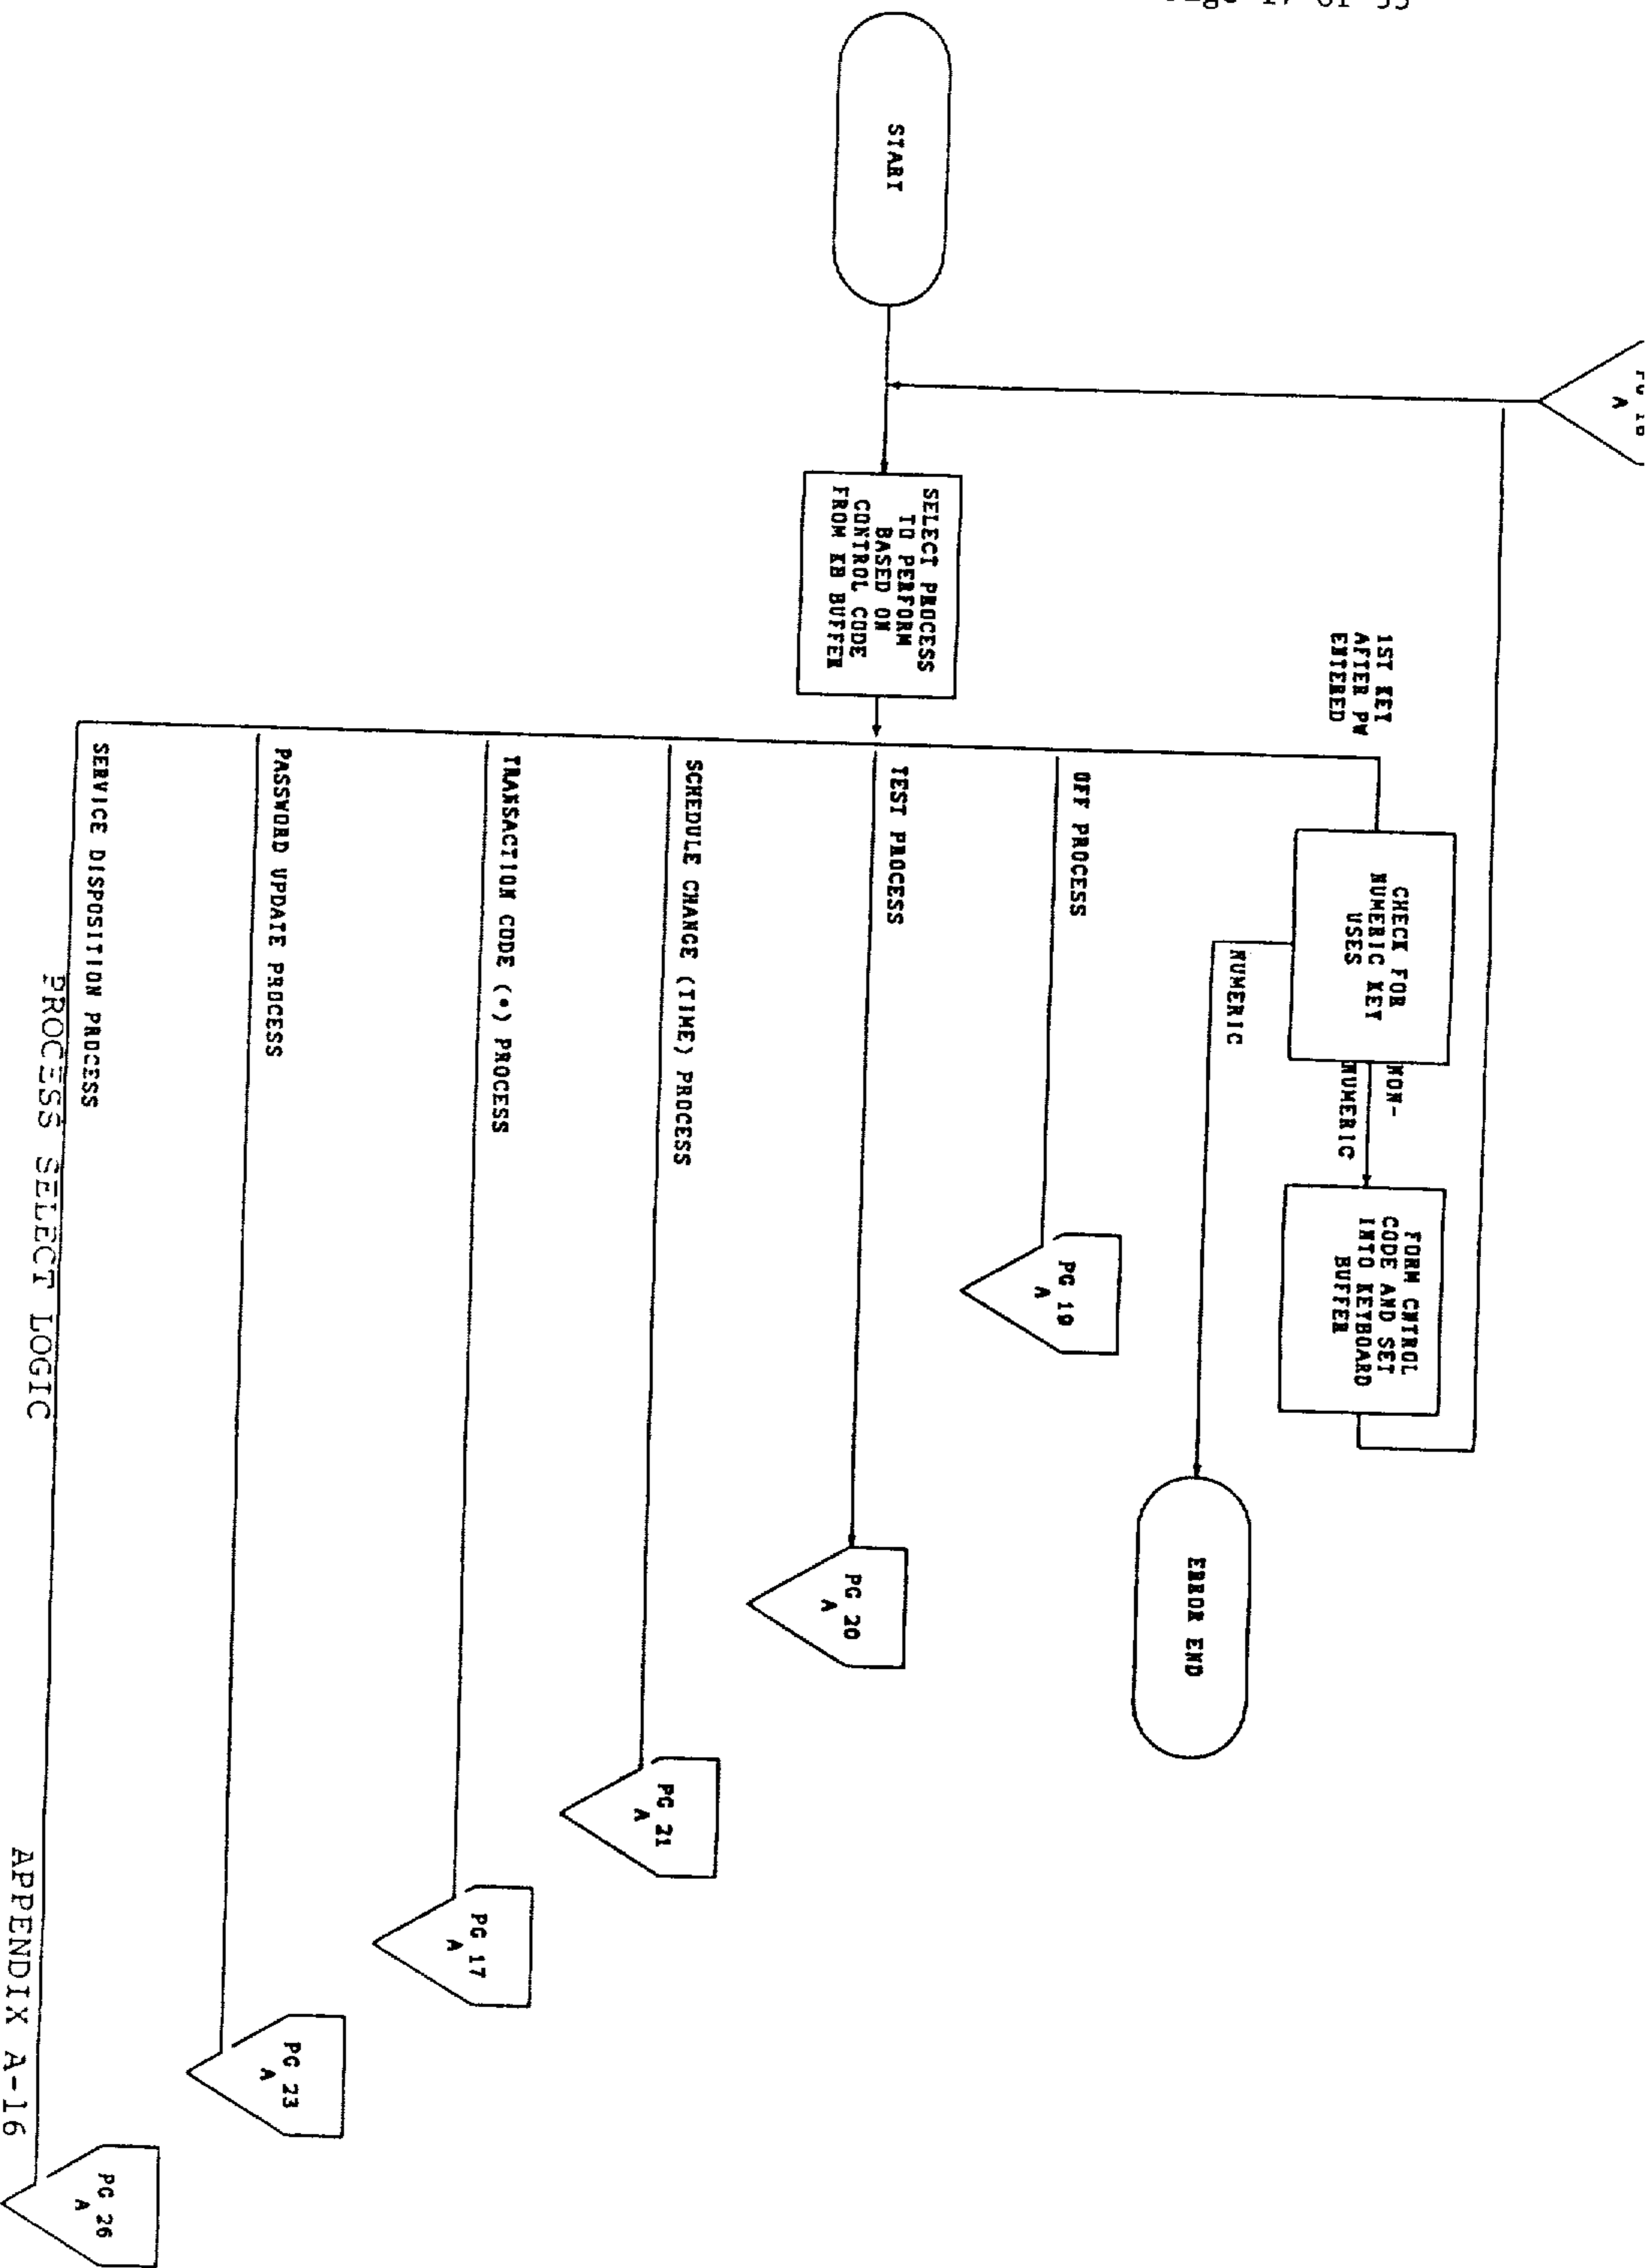 START
A
SELECT PROCESS
TO PERFORM
BASED ON
CONTROL CODE
FROM KB BUFFER
1ST KEY
AFTER PW
ENTERED
CHECK FOR
NUMERIC KEY
USES
NON-
NUMERIC
NUMERIC
FORM CNTROL
CODE AND SET
INTO KEYBOARD
BUFFER
ERROR END
OFF PROCESS
PG 19
A
TEST PROCESS
PG 20
A
SCHEDULE CHANGE (TIME) PROCESS
PG 21
A
TRANSACTION CODE (*) PROCESS
PG 17
A
PASSWORD UPDATE PROCESS
PG 23
A
SERVICE DISPOSITION PROCESS
PG 26
A
PROCESS SELECT LOGIC
APPENDIX A-16